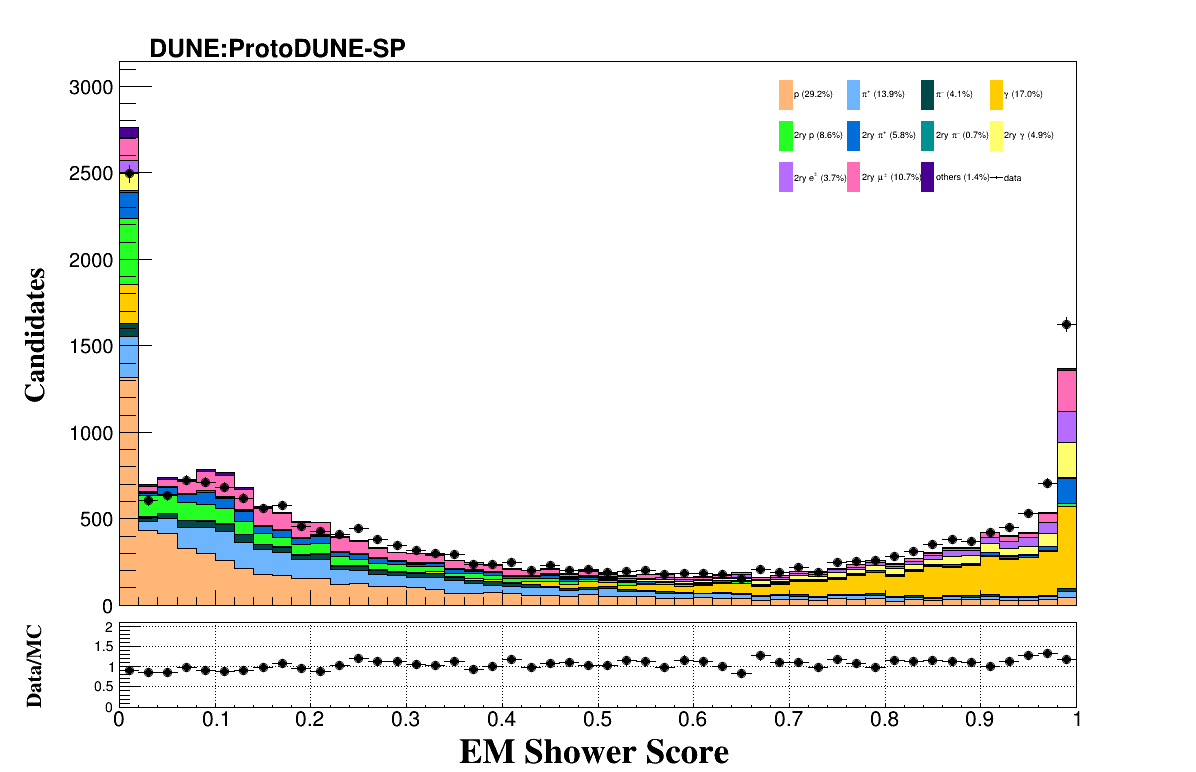 DUNE:ProtoDUNE-SP
3000
2500
2000
1500
1000
500
0
Candidates
p (29.2%) π⁺ (13.9%) π⁻ (4.1%) γ (17.0%)
2ry p (8.6%) 2ry π⁺ (5.8%) 2ry π⁻ (0.7%) 2ry γ (4.9%)
2ry e± (3.7%) 2ry μ± (10.7%) others (1.4%) data
2
1.5
1
0.5
0
Data/MC
0 0.1 0.2 0.3 0.4 0.5 0.6 0.7 0.8 0.9 1
EM Shower Score